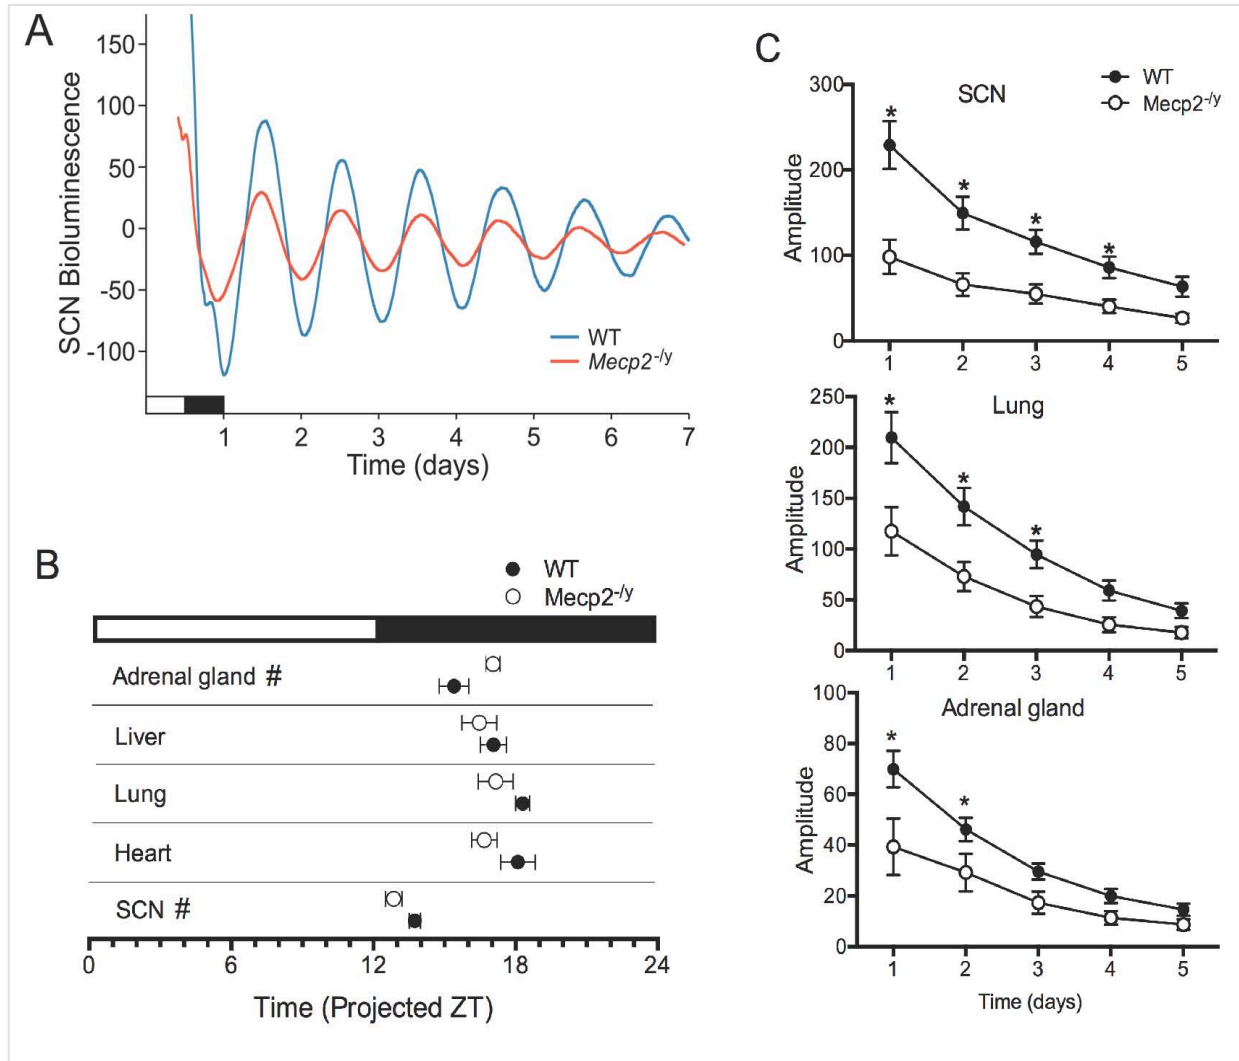 A
150
100
50
0
-50
-100
SCN Bioluminescence
WT
Mecp2-/y
1 2 3 4 5 6 7
Time (days)
B
WT
Mecp2-/y
Adrenal gland #
Liver
Lung
Heart
SCN #
0 6 12 18 24
Time (Projected ZT)
C
WT
Mecp2-/y
SCN
300
200
100
0
Amplitude
* * * *
1 2 3 4 5
Lung
250
200
150
100
50
0
Amplitude
* * *
1 2 3 4 5
Adrenal gland
100
80
60
40
20
0
Amplitude
* *
1 2 3 4 5
Time (days)